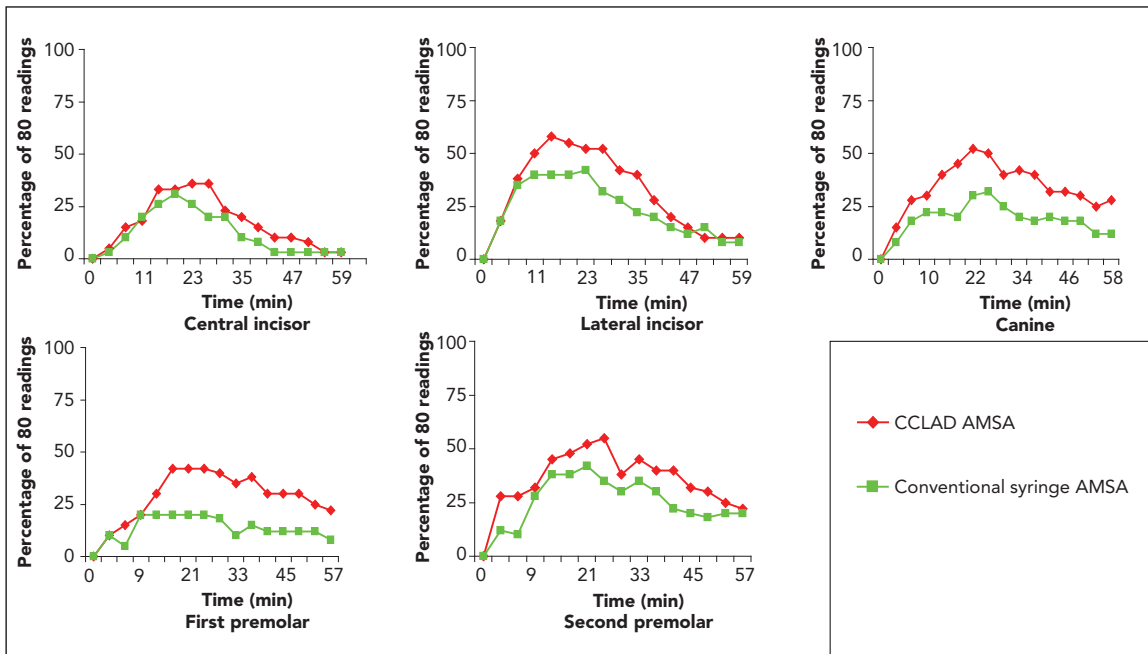 Percentage of 80 readings
100
75
50
25
0
0 11 23 35 47 59
Time (min)
Central incisor
Percentage of 80 readings
100
75
50
25
0
0 11 23 35 47 59
Time (min)
Lateral incisor
Percentage of 80 readings
100
75
50
25
0
0 10 22 34 46 58
Time (min)
Canine
Percentage of 80 readings
100
75
50
25
0
0 9 21 33 45 57
Time (min)
First premolar
Percentage of 80 readings
100
75
50
25
0
0 9 21 33 45 57
Time (min)
Second premolar
CCLAD AMSA
Conventional syringe AMSA